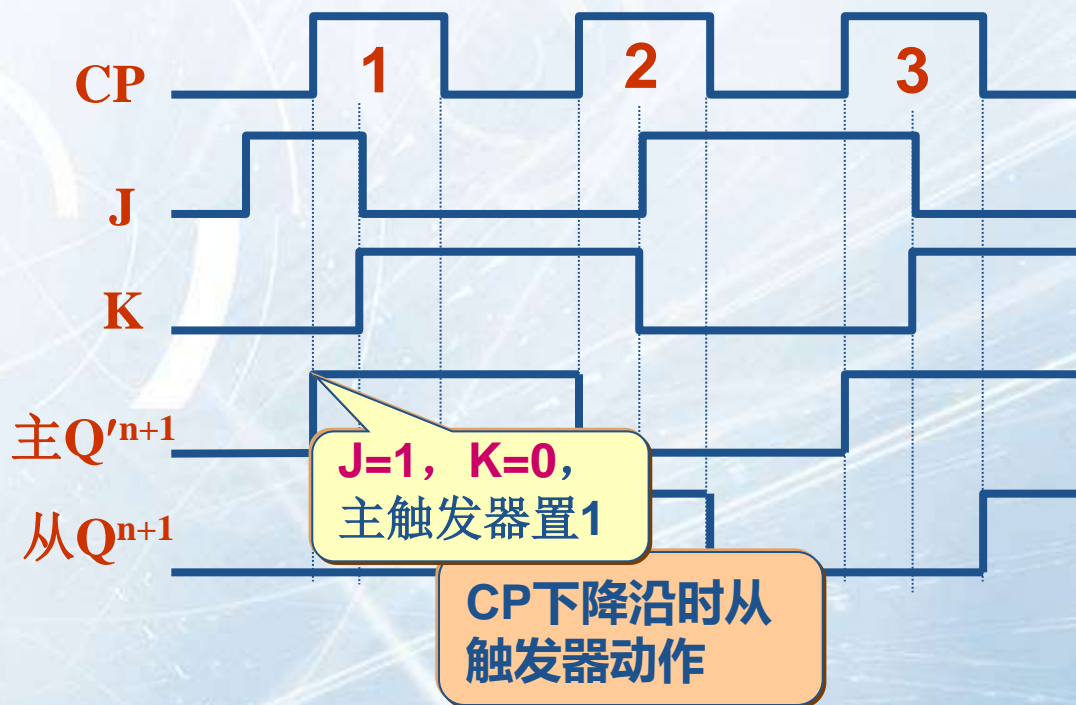 CP
1
2
3
J
K
主Q′ⁿ⁺¹
J=1，K=0，
主触发器置1
从Qⁿ⁺¹
CP下降沿时从
触发器动作